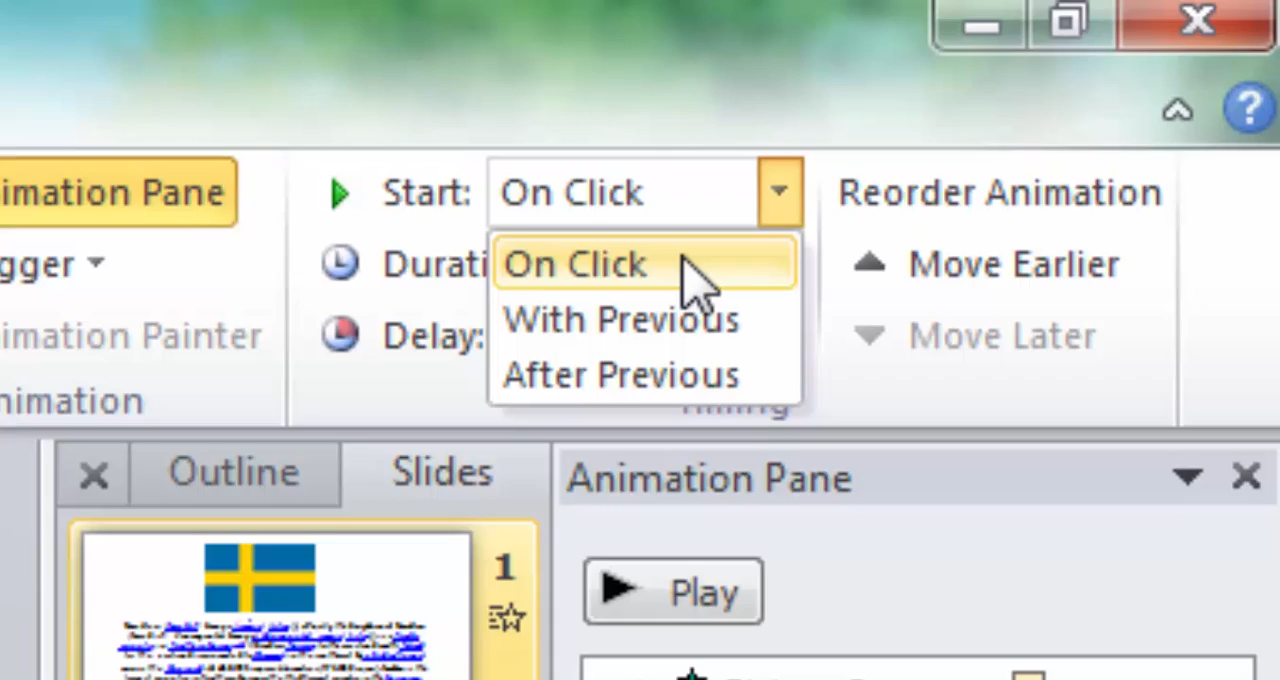 imation Pane
Start: On Click
Reorder Animation
gger
Durati
On Click
Move Earlier
imation Painter
Delay:
With Previous
Move Later
After Previous
nimation
Outline
Slides
Animation Pane
1
Play